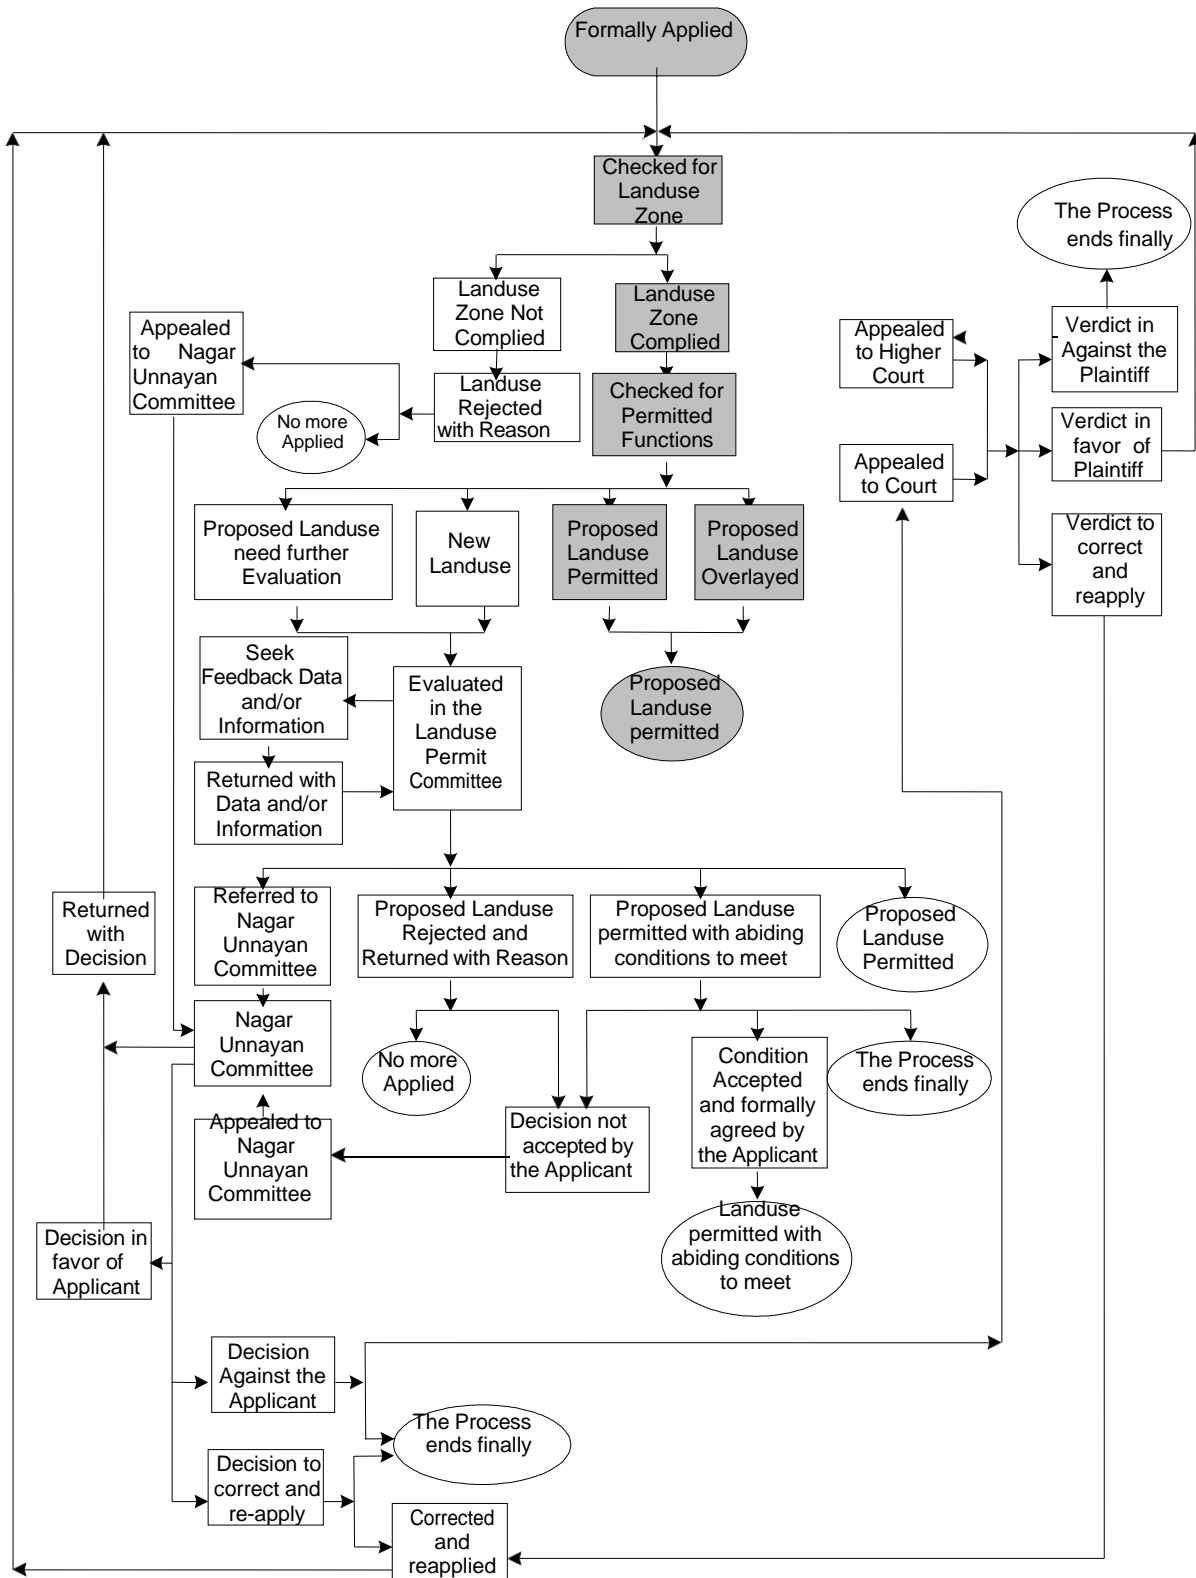 Formally Applied
Checked for
Landuse
Zone
The Process
ends finally
Landuse
Zone Not
Complied
Landuse
Zone
Complied
Appealed
to Nagar
Unnayan
Committee
Appealed
to Higher
Court
Verdict in
Against the
Plaintiff
Landuse
Rejected
with Reason
Checked for
Permitted
Functions
No more
Applied
Verdict in
favor of
Plaintiff
Appealed
to Court
Proposed Landuse
need further
Evaluation
New
Landuse
Proposed
Landuse
Permitted
Proposed
Landuse
Overlayed
Verdict to
correct
and
reapply
Seek
Feedback Data
and/or
Information
Evaluated
in the
Landuse
Permit
Committee
Proposed
Landuse
permitted
Returned with
Data and/or
Information
Returned
with
Decision
Referred to
Nagar
Unnayan
Committee
Proposed Landuse
Rejected and
Returned with Reason
Proposed Landuse
permitted with abiding
conditions to meet
Proposed
Landuse
Permitted
Nagar
Unnayan
Committee
No more
Applied
Condition
Accepted
and formally
agreed by
the Applicant
The Process
ends finally
Appealed to
Nagar
Unnayan
Committee
Decision not
accepted by
the Applicant
Landuse
permitted with
abiding conditions
to meet
Decision in
favor of
Applicant
Decision
Against the
Applicant
The Process
ends finally
Decision to
correct and
re-apply
Corrected
and
reapplied